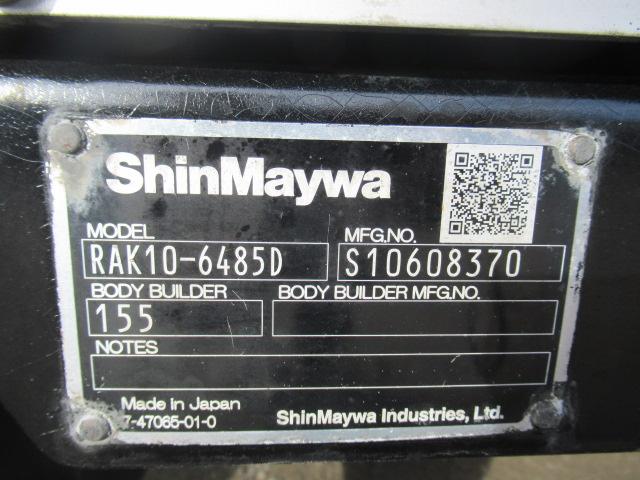 ShinMaywa
MODEL MFG.NO.
RAK10-6485D S10608370
BODY BUILDER BODY BUILDER MFG.NO.
155
NOTES
Made in Japan
7-47065-01-0 ShinMaywa Industries, Ltd.